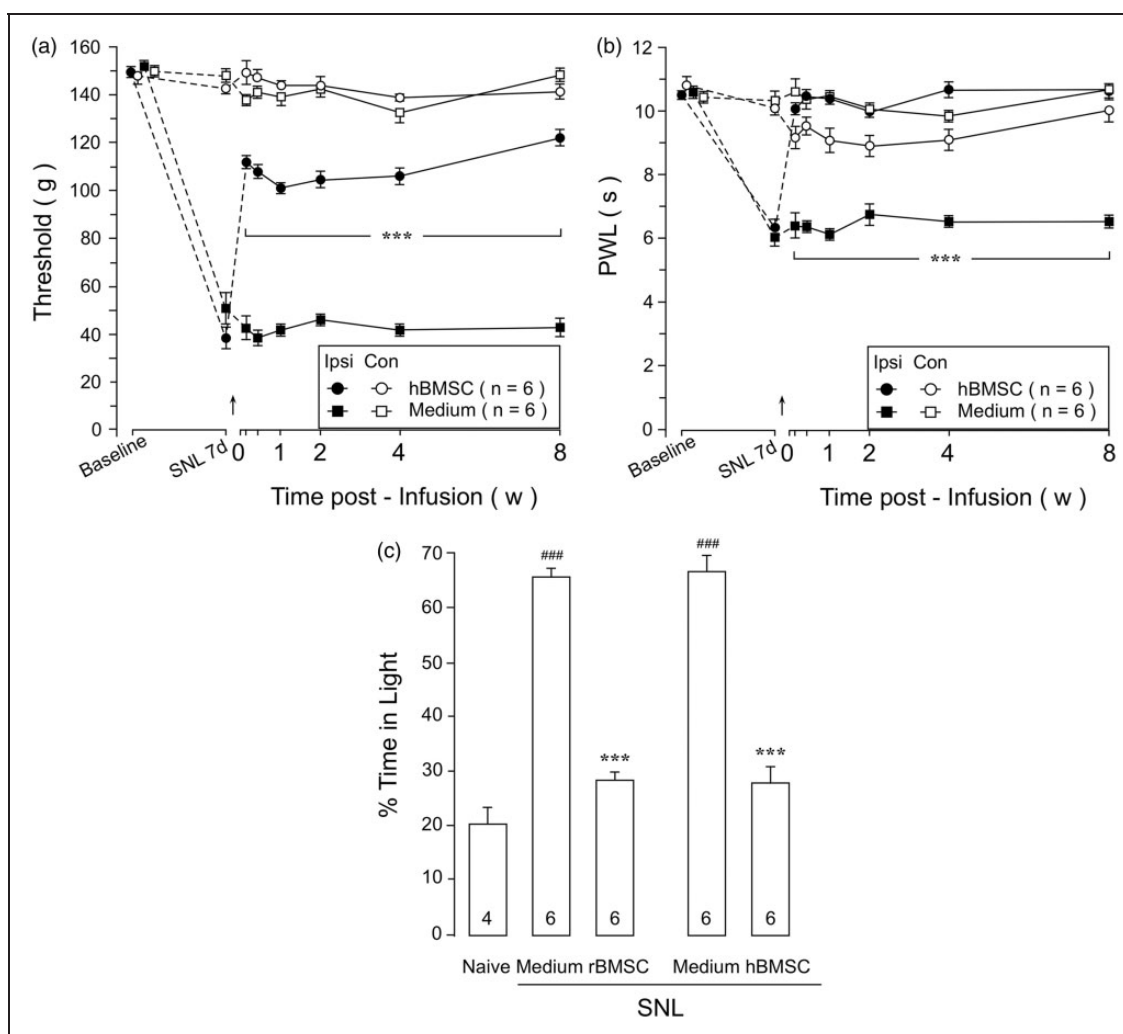 (a)
160
140
120
100
80
60
40
20
0
Threshold ( g )
***
Ipsi Con
hBMSC ( n = 6 )
Medium ( n = 6 )
Baseline
SNL 7d
0 1 2 4 8
Time post - Infusion ( w )
(b)
12
10
8
6
4
2
0
PWL ( s )
***
Ipsi Con
hBMSC ( n = 6 )
Medium ( n = 6 )
Baseline
SNL 7d
0 1 2 4 8
Time post - Infusion ( w )
(c)
70
60
50
40
30
20
10
0
% Time in Light
### ###
*** ***
4 6 6 6 6
Naive Medium rBMSC Medium hBMSC
SNL